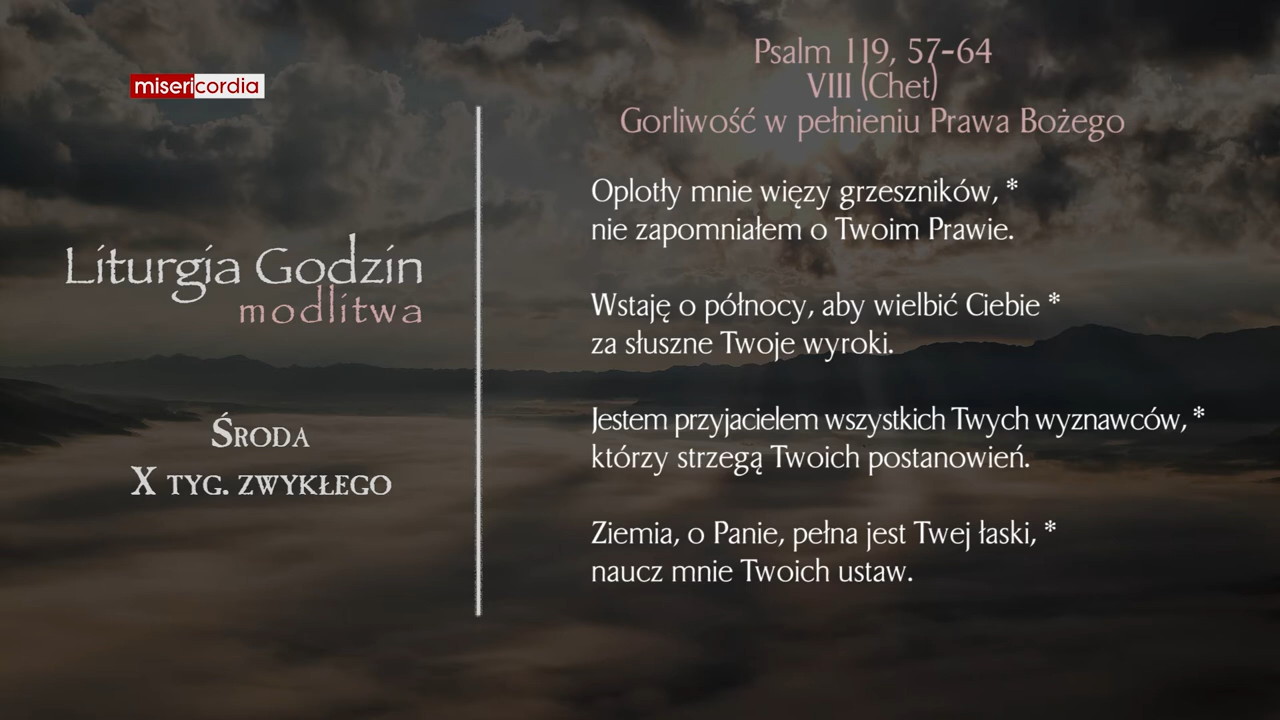 misericordia
Liturgia Godzin
modlitwa
Środa
X tyg. zwykłego
Psalm 119, 57-64
VIII (Chet)
Gorliwość w pełnieniu Prawa Bożego
Oplotły mnie więzy grzeszników, *
nie zapomniałem o Twoim Prawie.
Wstaję o północy, aby wielbić Ciebie *
za słuszne Twoje wyroki.
Jestem przyjacielem wszystkich Twych wyznawców, *
którzy strzegą Twoich postanowień.
Ziemia, o Panie, pełna jest Twej łaski, *
naucz mnie Twoich ustaw.